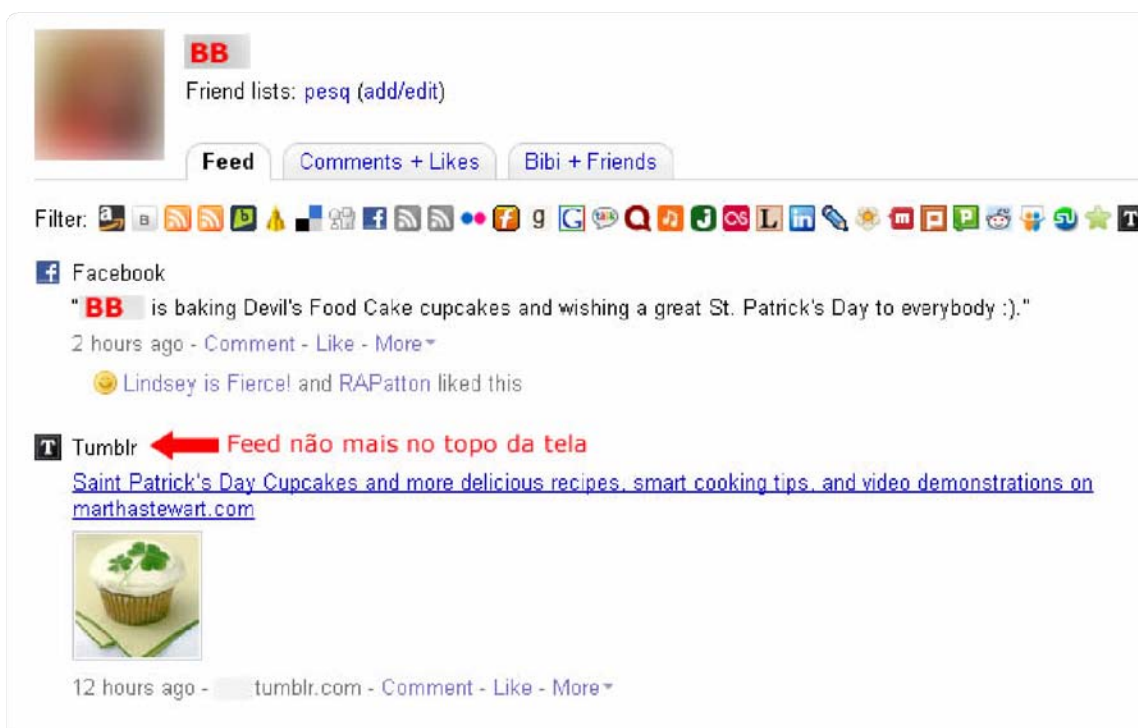 BB
Friend lists: pesq (add/edit)
Feed Comments + Likes Bibi + Friends
Filter:
Facebook
" BB is baking Devil's Food Cake cupcakes and wishing a great St. Patrick's Day to everybody :)."
2 hours ago - Comment - Like - More
Lindsey is Fierce! and RAPatton liked this
Tumblr Feed não mais no topo da tela
Saint Patrick's Day Cupcakes and more delicious recipes, smart cooking tips, and video demonstrations on
marthastewart.com
12 hours ago - tumblr.com - Comment - Like - More